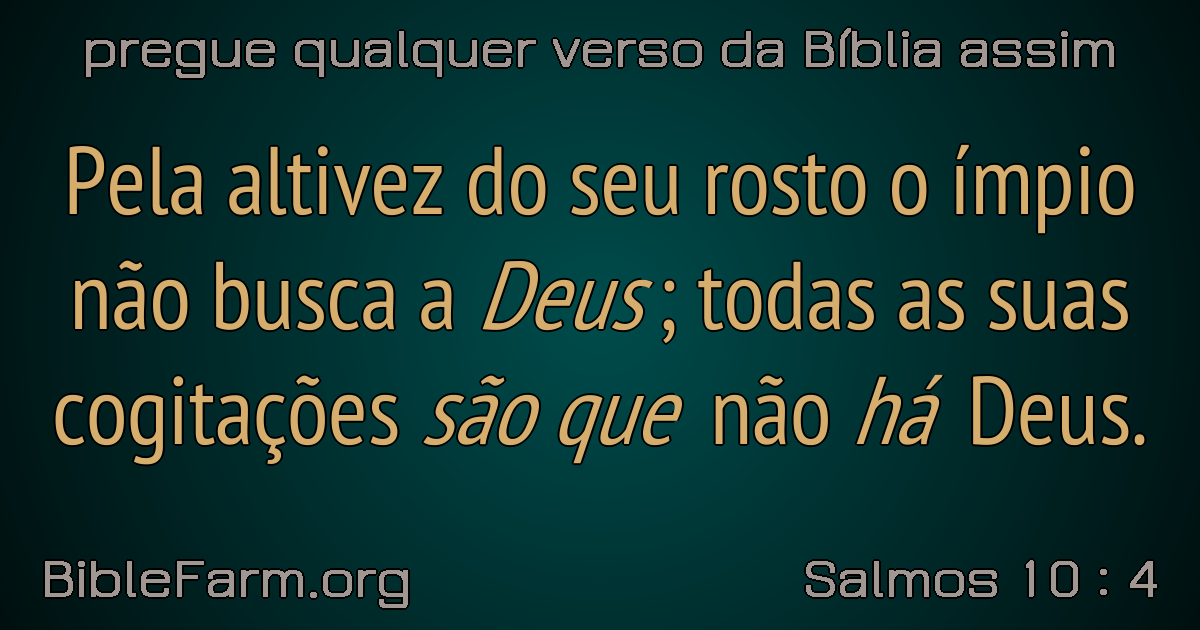 pregue qualquer verso da Bíblia assim
Pela altivez do seu rosto o ímpio
não busca a Deus; todas as suas
cogitações são que não há Deus.
BibleFarm.org
Salmos 10 : 4